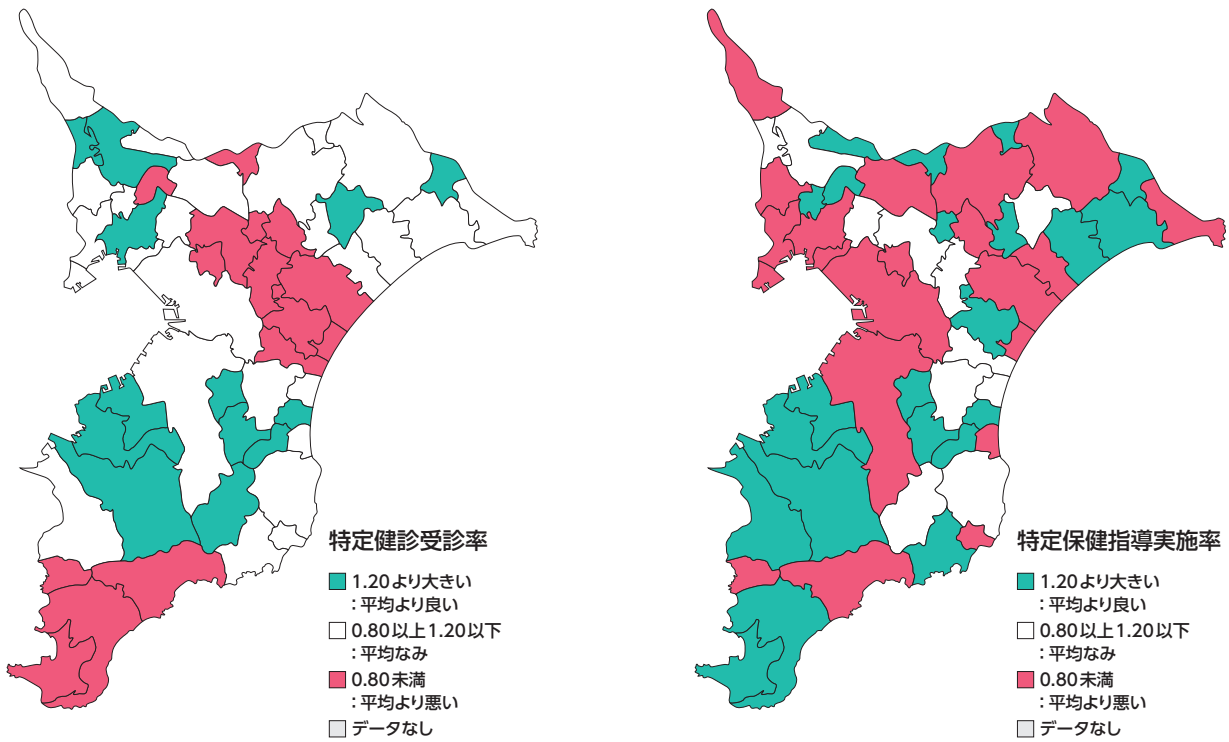 特定健診受診率
1.20より大きい
：平均より良い
0.80以上1.20以下
：平均なみ
0.80未満
：平均より悪い
データなし
特定保健指導実施率
1.20より大きい
：平均より良い
0.80以上1.20以下
：平均なみ
0.80未満
：平均より悪い
データなし